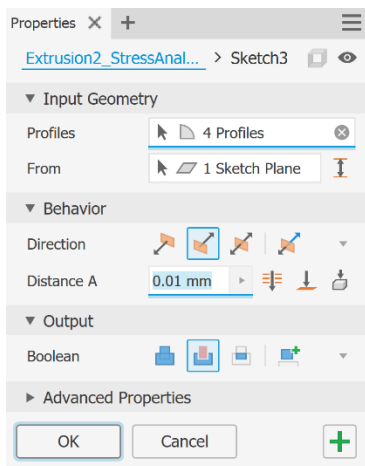 Properties
Extrusion2_StressAnal... > Sketch3
Input Geometry
Profiles 4 Profiles
From 1 Sketch Plane
Behavior
Direction
Distance A 0.01 mm
Output
Boolean
Advanced Properties
OK Cancel